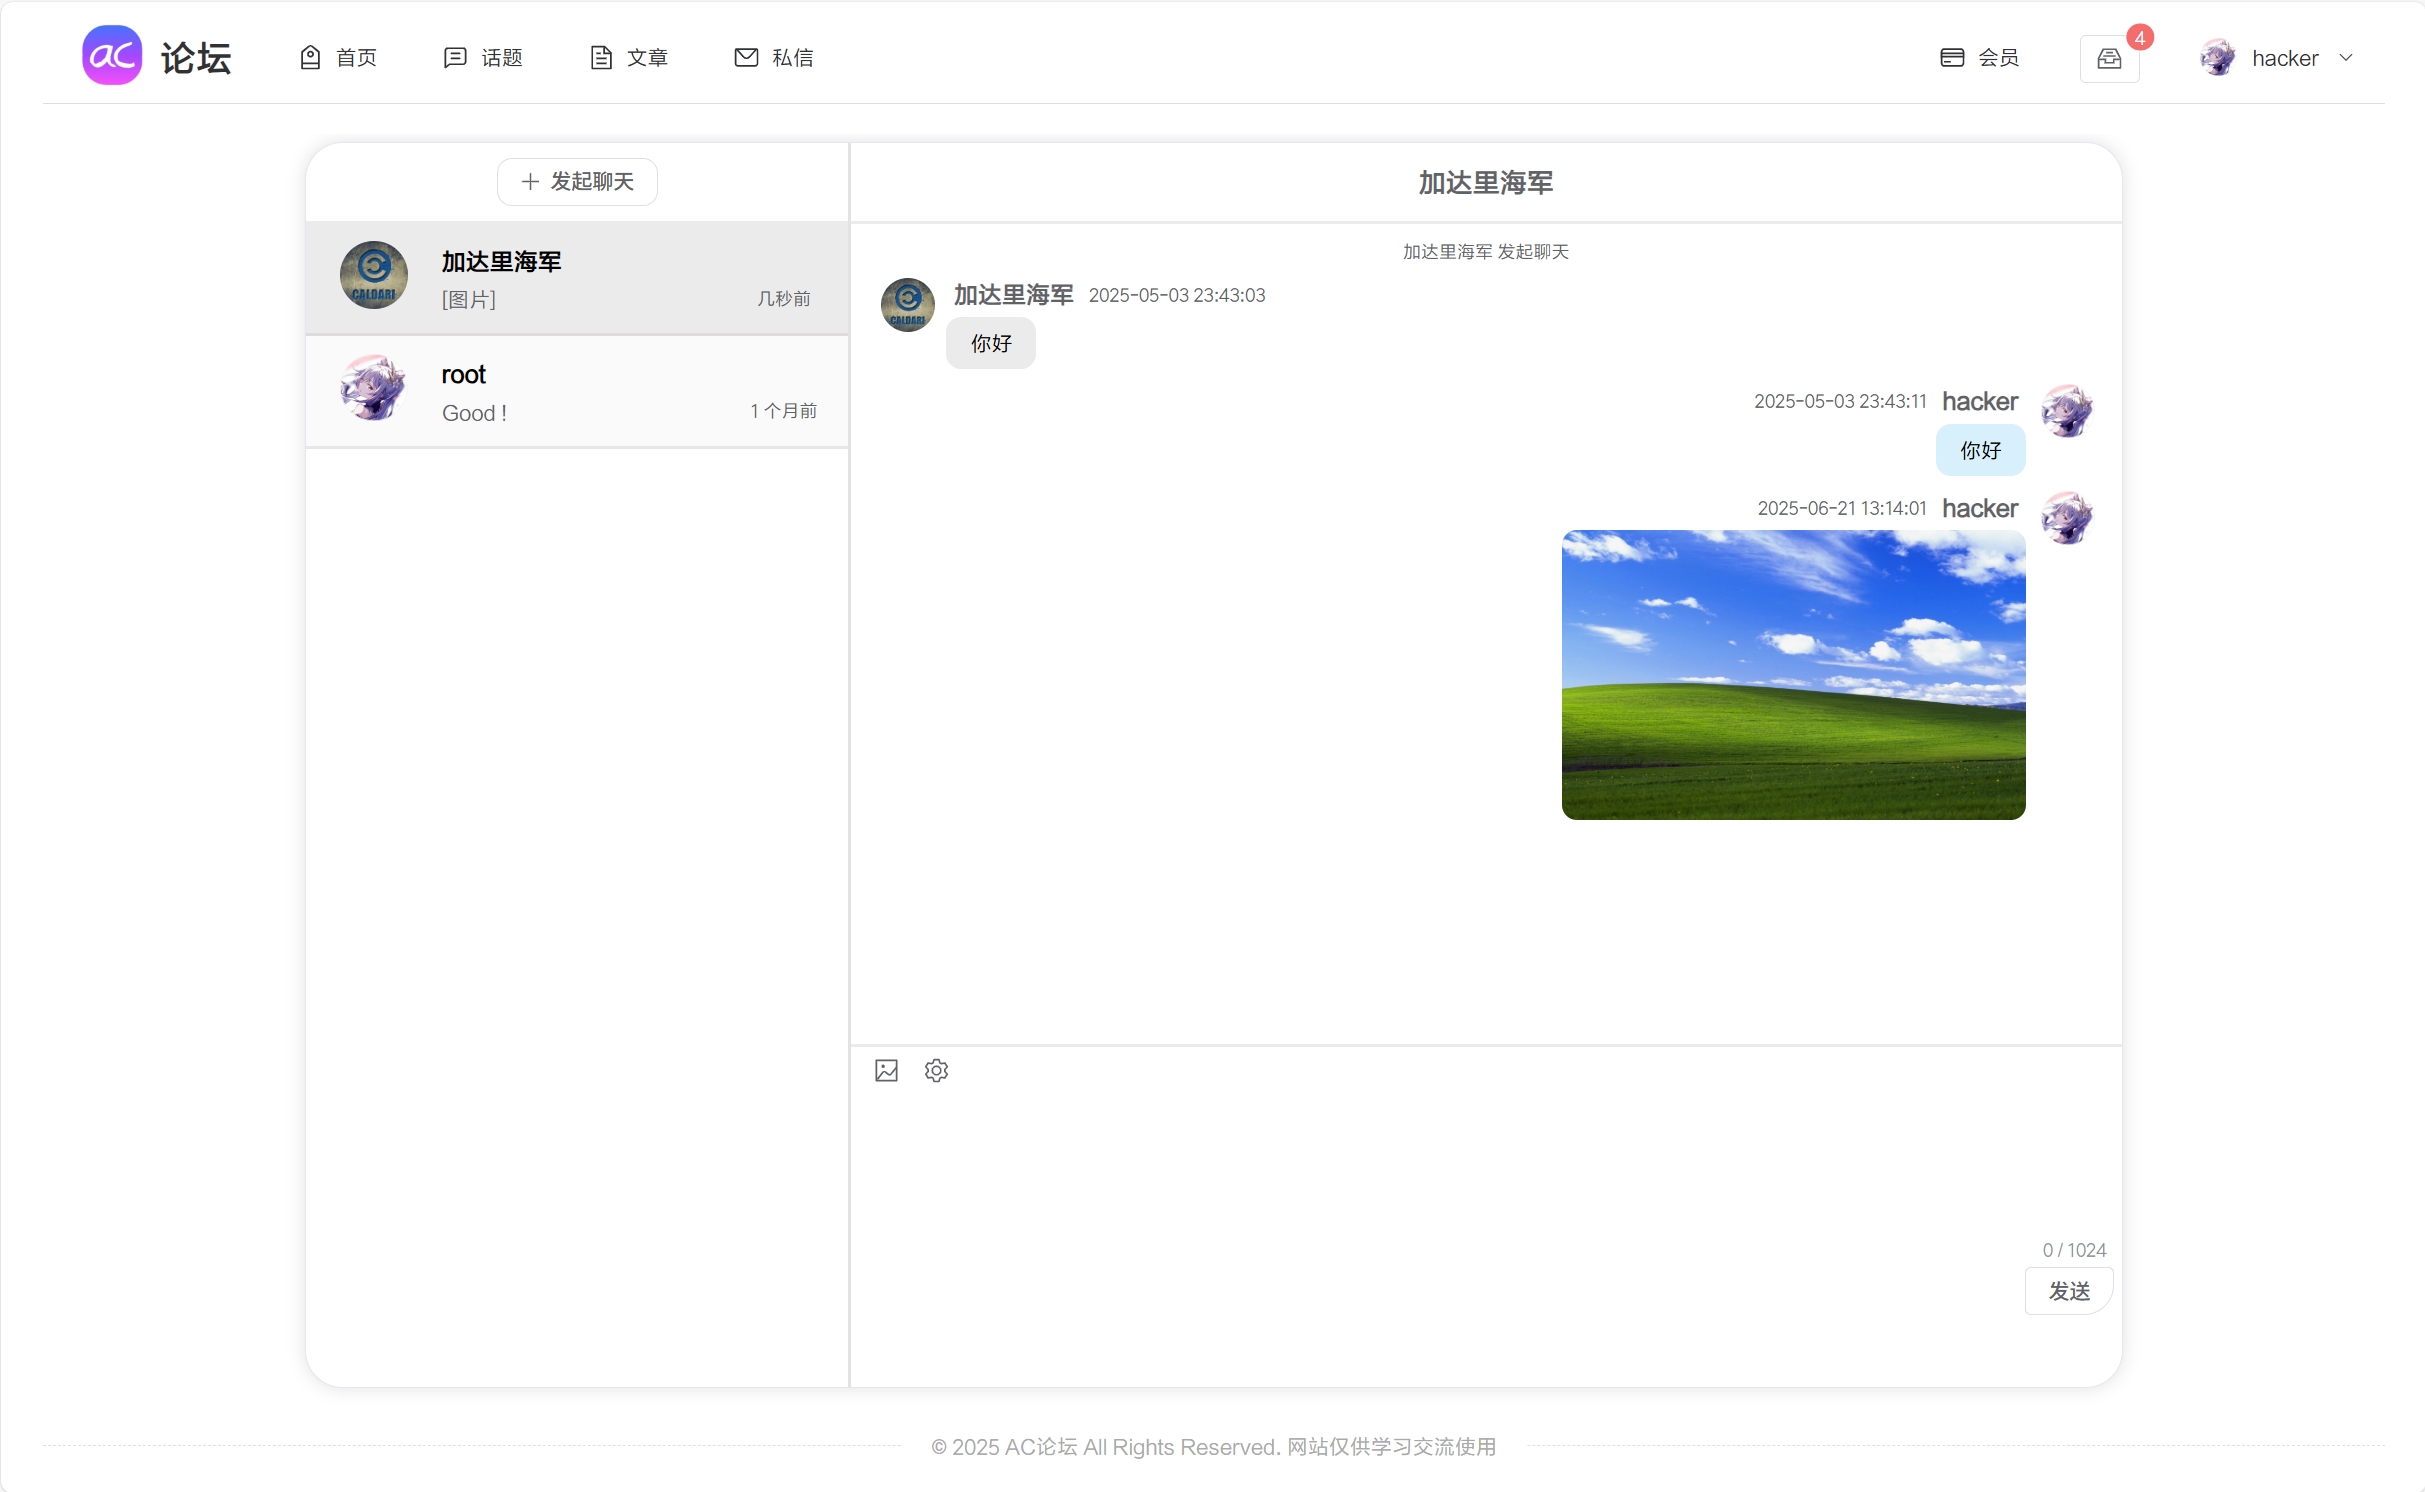 ac 论坛 首页 话题 文章 私信 会员 4 hacker
发起聊天
加达里海军
[图片] 几秒前
root
Good ! 1 个月前
加达里海军
加达里海军 发起聊天
加达里海军 2025-05-03 23:43:03
你好
2025-05-03 23:43:11 hacker
你好
2025-06-21 13:14:01 hacker
0 / 1024
发送
© 2025 AC论坛 All Rights Reserved. 网站仅供学习交流使用
CALDARI
CALDARI